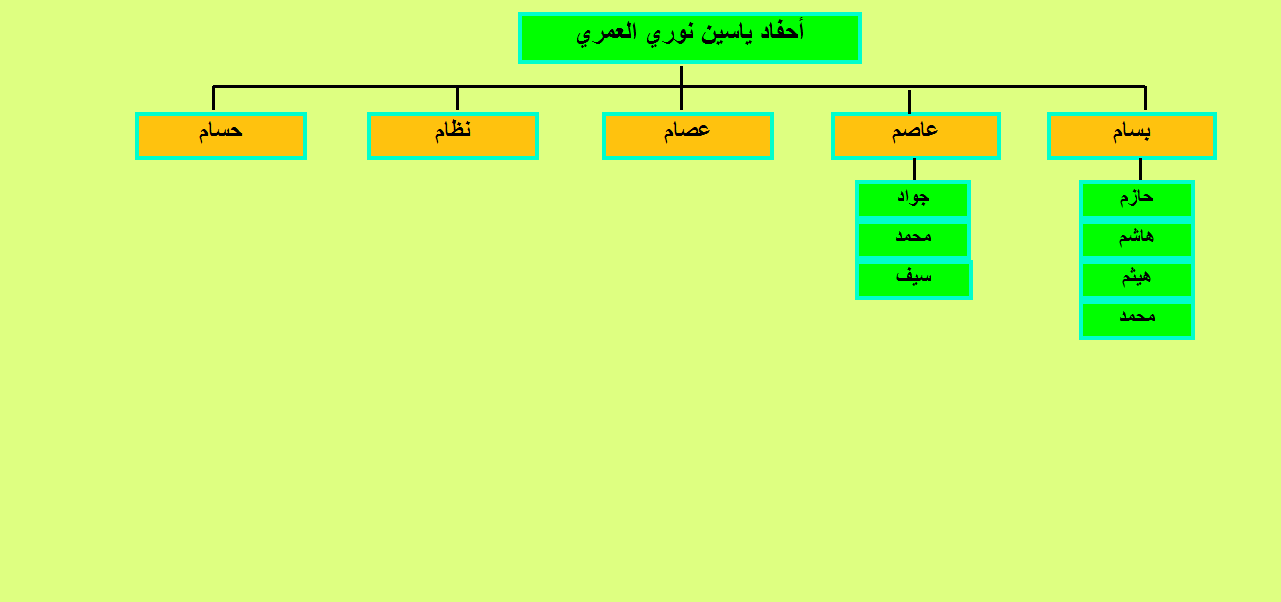 أحفاد ياسين نوري العمري
بسام
عاصم
عصام
نظام
حسام
حازم
هاشم
هيثم
محمد
جواد
محمد
سيف